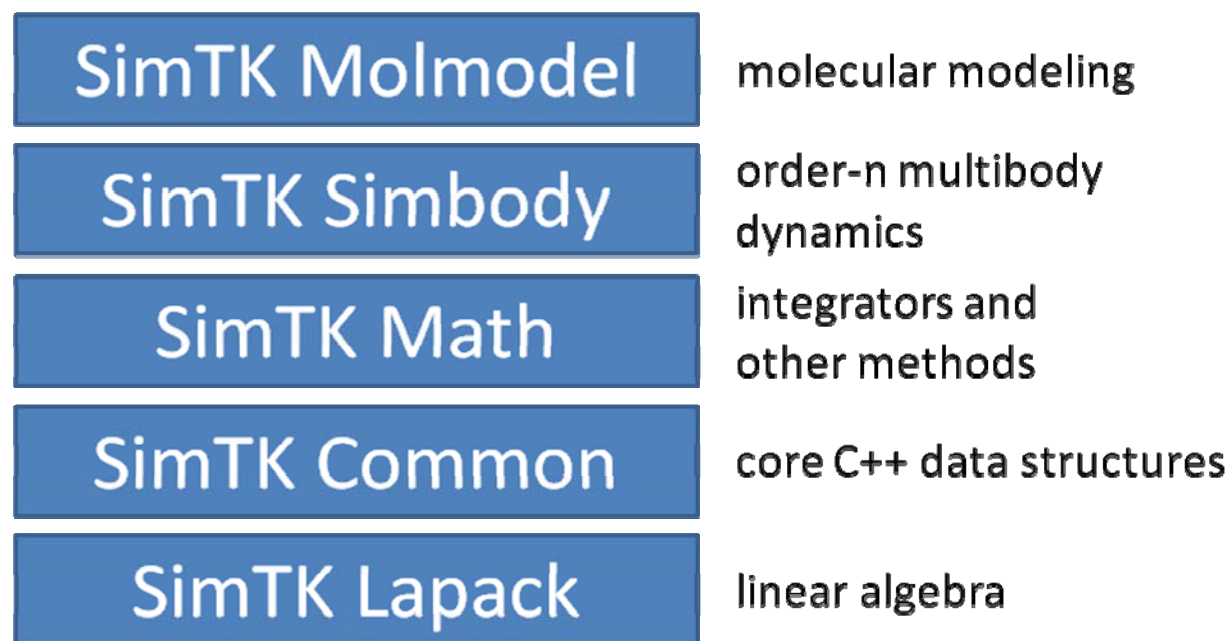 SimTK Molmodel
molecular modeling
SimTK Simbody
order-n multibody
dynamics
SimTK Math
integrators and
other methods
SimTK Common
core C++ data structures
SimTK Lapack
linear algebra